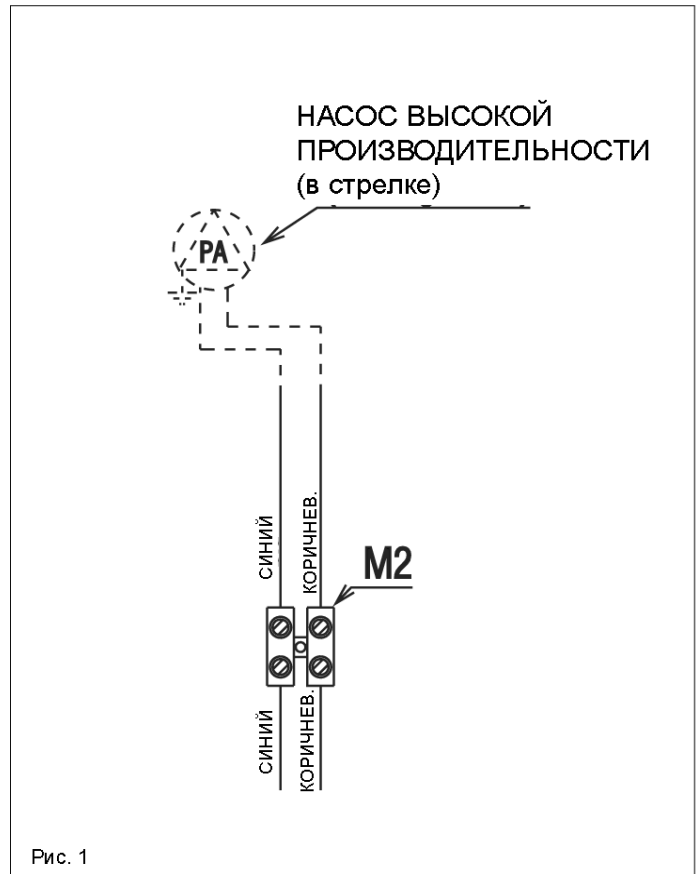 НАСОС ВЫСОКОЙ
ПРОИЗВОДИТЕЛЬНОСТИ
(в стрелке)
PA
СИНИЙ
КОРИЧНЕВ.
M2
СИНИЙ
КОРИЧНЕВ.
Рис. 1